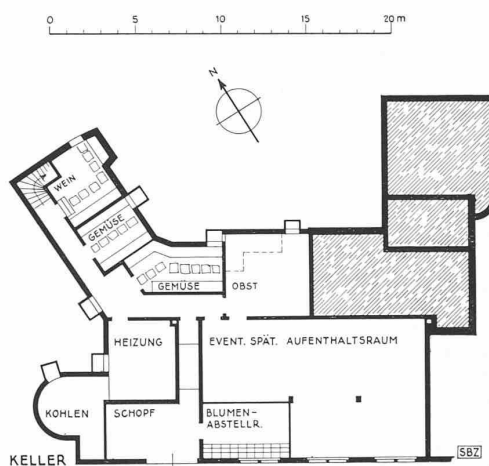 0 5 10 15 20 m
N
WEIN
GEMÜSE
GEMÜSE
OBST
HEIZUNG
EVENT. SPÄT. AUFENTHALTSRAUM
KOHLEN
SCHOPF
BLUMEN-
ABSTELLR.
KELLER
SBZ